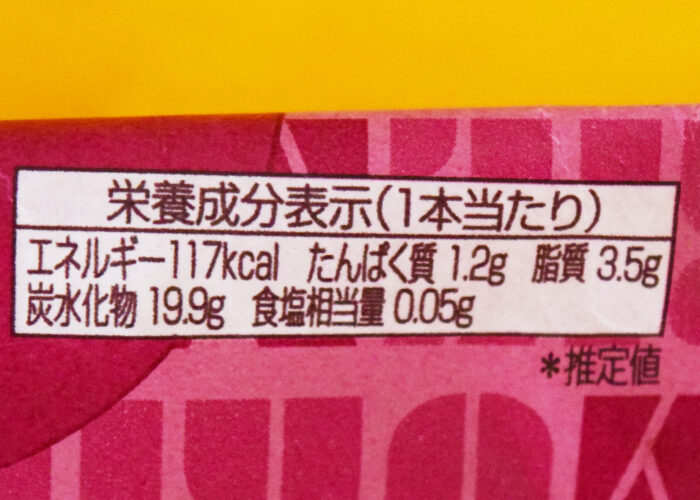 栄養成分表示(1本当たり)
エネルギー117kcal たんぱく質 1.2g 脂質 3.5g
炭水化物 19.9g 食塩相当量 0.05g
*推定値